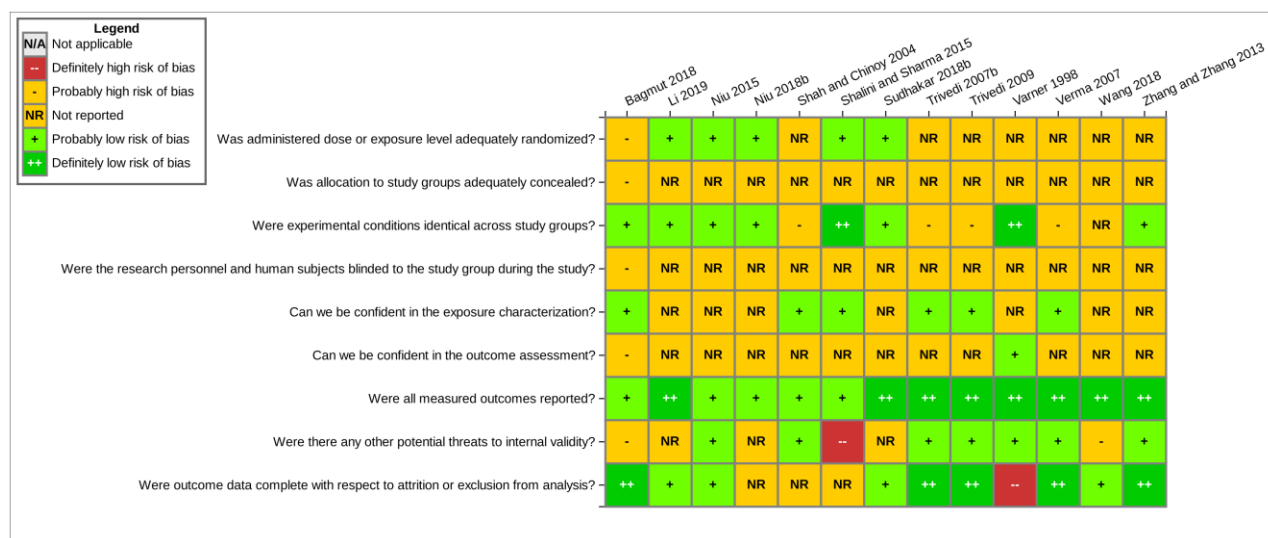 Legend
N/A Not applicable
-- Definitely high risk of bias
- Probably high risk of bias
NR Not reported
+ Probably low risk of bias
++ Definitely low risk of bias
Bagmut 2018
Li 2019
Niu 2015
Niu 2018b
Shah and Chinoy 2004
Shalini and Sharma 2015
Sudhakar 2018b
Trivedi 2007b
Trivedi 2009
Varner 1998
Verma 2007
Wang 2018
Zhang and Zhang 2013
Was administered dose or exposure level adequately randomized? - + + + NR + + NR NR NR NR NR NR
Was allocation to study groups adequately concealed? - NR NR NR NR NR NR NR NR NR NR NR NR
Were experimental conditions identical across study groups? + + + + - ++ + - - ++ - NR +
Were the research personnel and human subjects blinded to the study group during the study? - NR NR NR NR NR NR NR NR NR NR NR NR
Can we be confident in the exposure characterization? + NR NR NR + + NR + + NR + NR NR
Can we be confident in the outcome assessment? - NR NR NR NR NR NR NR NR + NR NR NR
Were all measured outcomes reported? + ++ + + + + ++ ++ ++ ++ ++ ++ ++
Were there any other potential threats to internal validity? - NR + NR + -- NR + + + + - +
Were outcome data complete with respect to attrition or exclusion from analysis? ++ + + NR NR NR + ++ ++ -- ++ + ++